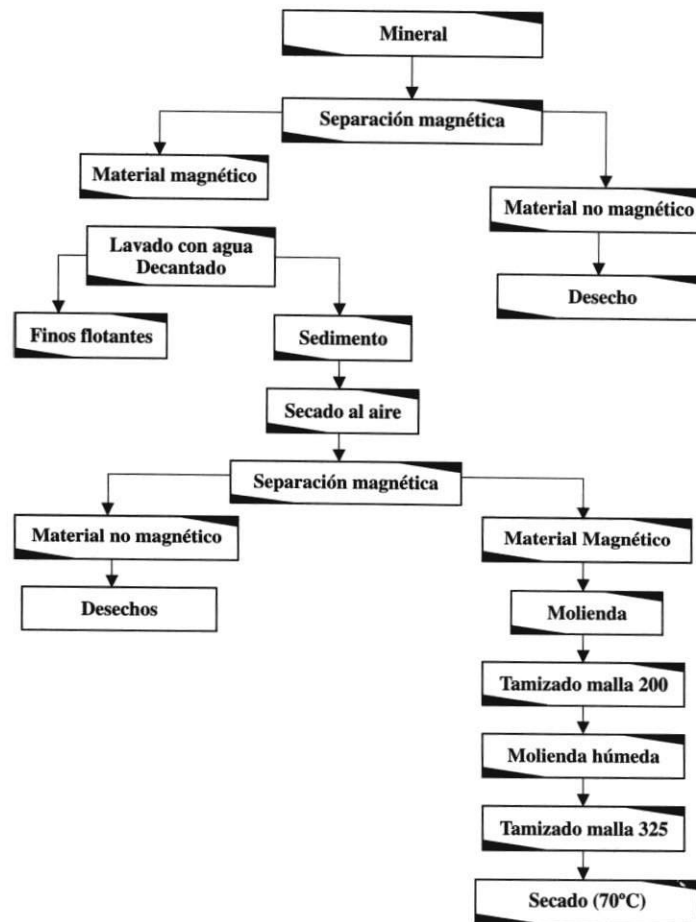 Mineral
Separación magnética
Material magnético
Material no magnético
Lavado con agua
Decantado
Desecho
Finos flotantes
Sedimento
Secado al aire
Separación magnética
Material no magnético
Material Magnético
Desechos
Molienda
Tamizado malla 200
Molienda húmeda
Tamizado malla 325
Secado (70ºC)